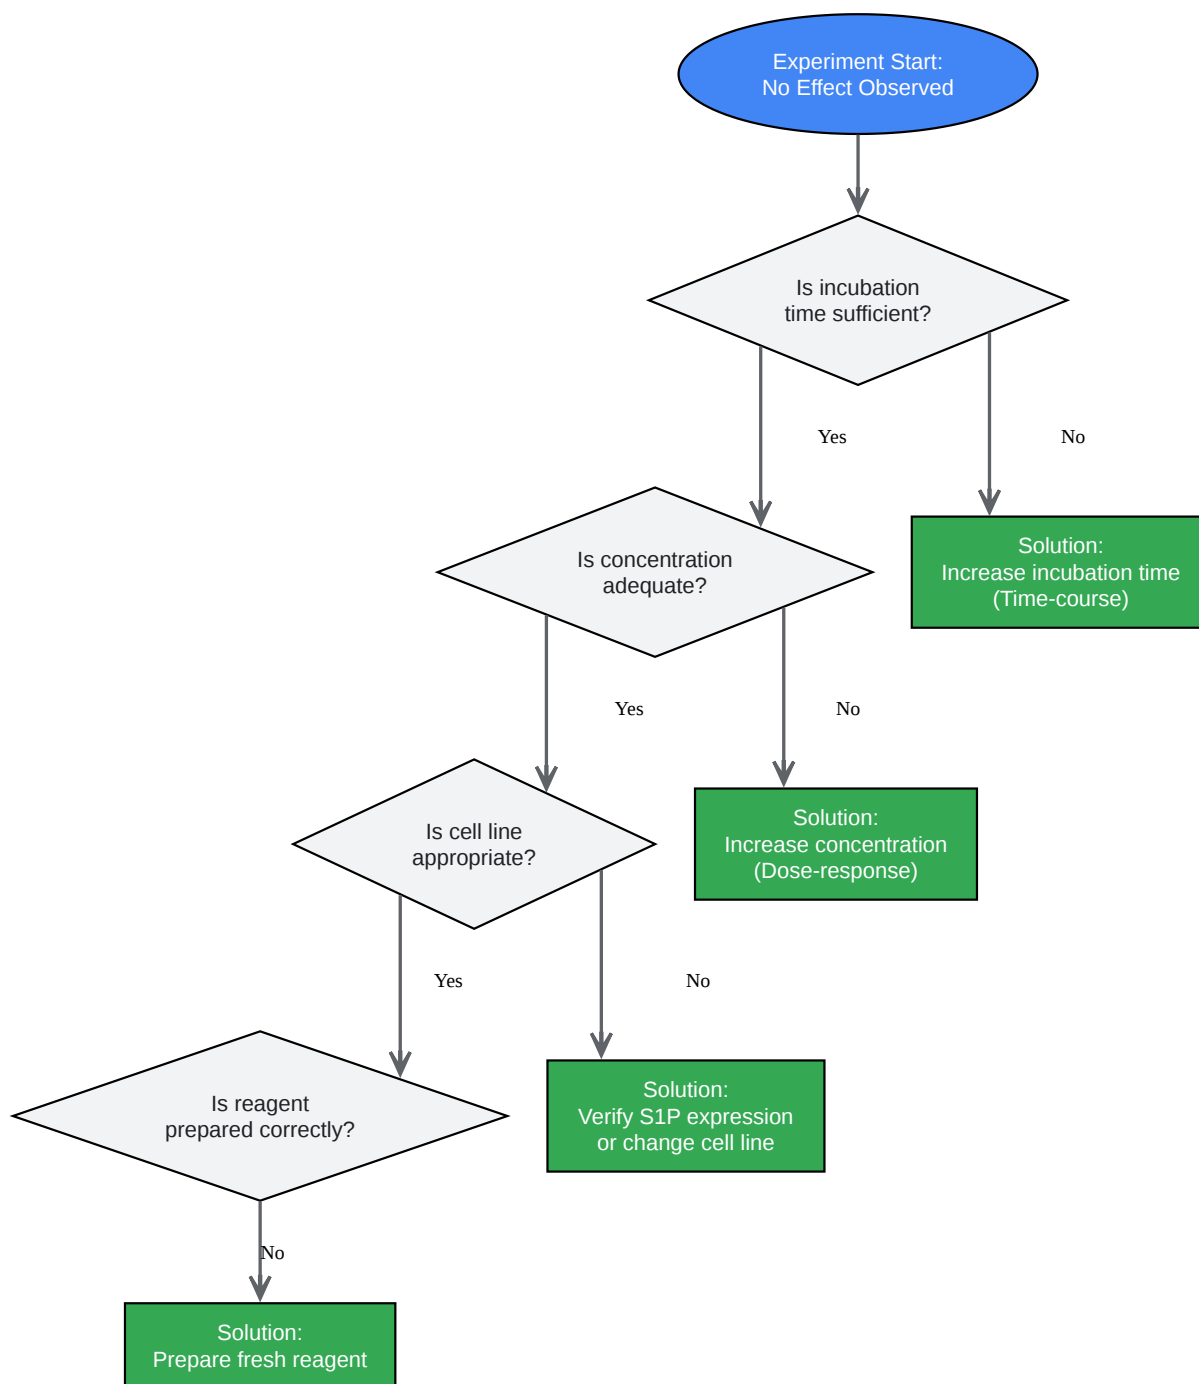 Experiment Start:
No Effect Observed
Is incubation
time sufficient?
Yes
No
Is concentration
adequate?
Solution:
Increase incubation time
(Time-course)
Yes
No
Is cell line
appropriate?
Solution:
Increase concentration
(Dose-response)
Yes
No
Is reagent
prepared correctly?
Solution:
Verify S1P expression
or change cell line
No
Solution:
Prepare fresh reagent